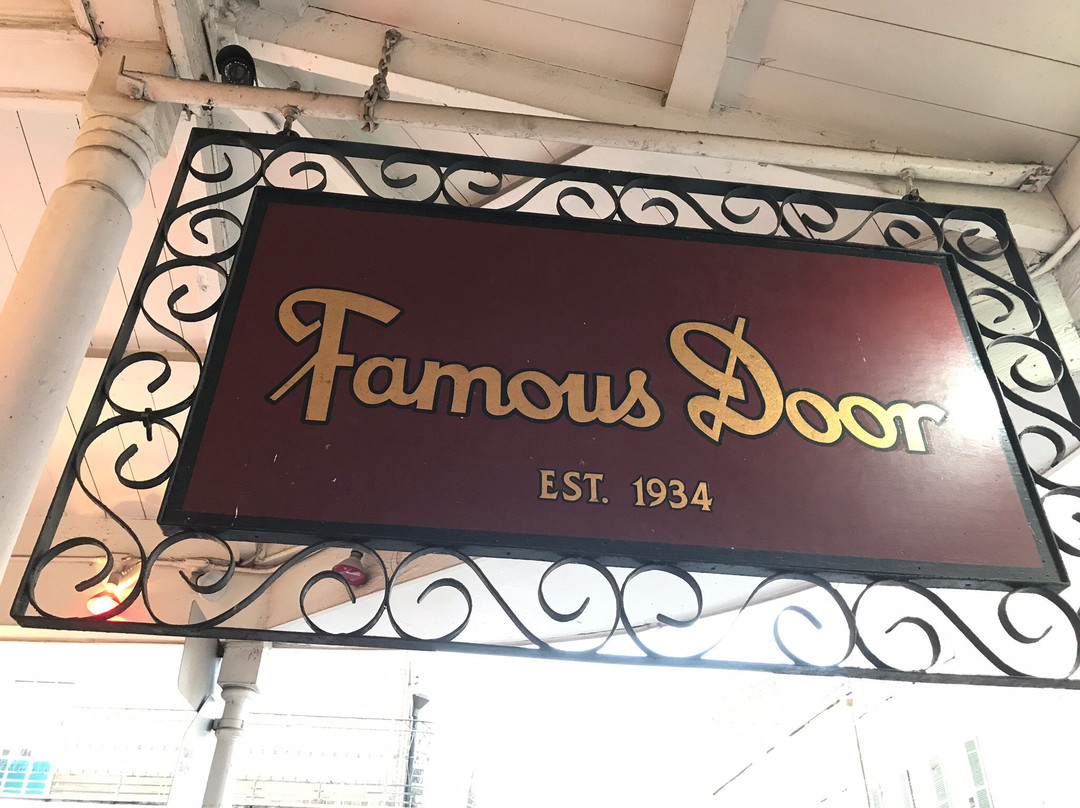 Famous Door
EST. 1934